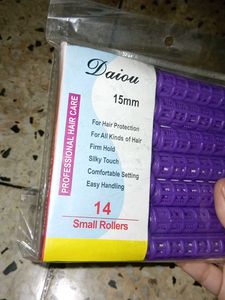 Daiou
15mm
PROFESSIONAL HAIR CARE
For Hair Protection
For All Kinds of Hair
Firm Hold
Silky Touch
Comfortable Setting
Easy Handling
14
Small Rollers